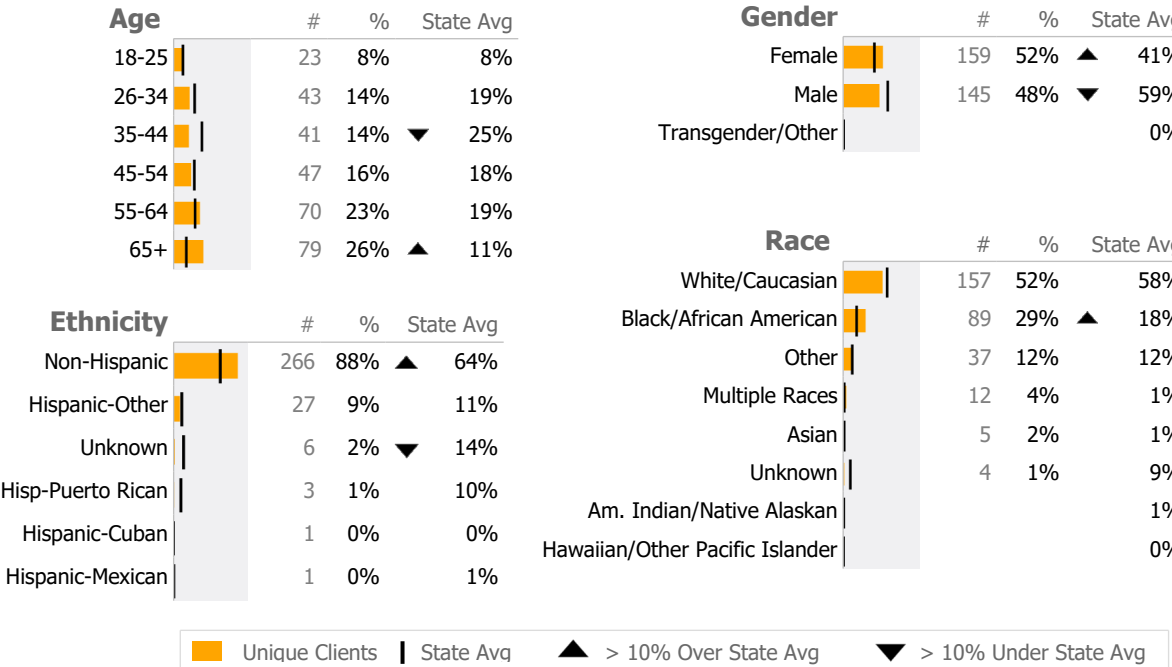 Age # % State Avg
18-25 23 8% 8%
26-34 43 14% 19%
35-44 41 14% ▼ 25%
45-54 47 16% 18%
55-64 70 23% 19%
65+ 79 26% ▲ 11%
Ethnicity # % State Avg
Non-Hispanic 266 88% ▲ 64%
Hispanic-Other 27 9% 11%
Unknown 6 2% ▼ 14%
Hisp-Puerto Rican 3 1% 10%
Hispanic-Cuban 1 0% 0%
Hispanic-Mexican 1 0% 1%
Gender # % State Avg
Female 159 52% ▲ 41%
Male 145 48% ▼ 59%
Transgender/Other 0%
Race # % State Avg
White/Caucasian 157 52% 58%
Black/African American 89 29% ▲ 18%
Other 37 12% 12%
Multiple Races 12 4% 1%
Asian 5 2% 1%
Unknown 4 1% 9%
Am. Indian/Native Alaskan 1%
Hawaiian/Other Pacific Islander 0%
Unique Clients | State Avg ▲ > 10% Over State Avg ▼ > 10% Under State Avg